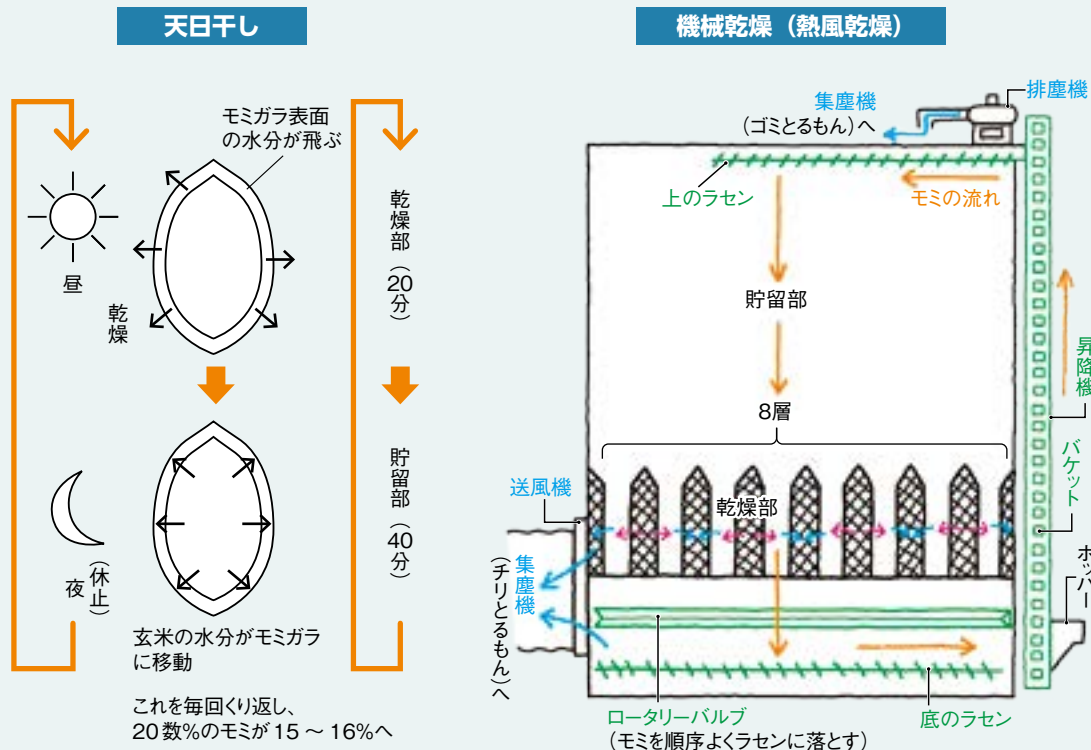 天日干し
モミガラ表面
の水分が飛ぶ
昼
乾燥
夜
(休止)
玄米の水分がモミガラ
に移動
これを毎回くり返し、
20数%のモミが15～16%へ
乾燥部(20分)
貯留部(40分)
機械乾燥（熱風乾燥）
排塵機
集塵機
(ゴミとるもん)へ
上のラセン
モミの流れ
貯留部
8層
昇降機
バケット
送風機
乾燥部
ホッパー
集塵機
(チリとるもん)へ
ロータリーバルブ
(モミを順序よくラセンに落とす)
底のラセン